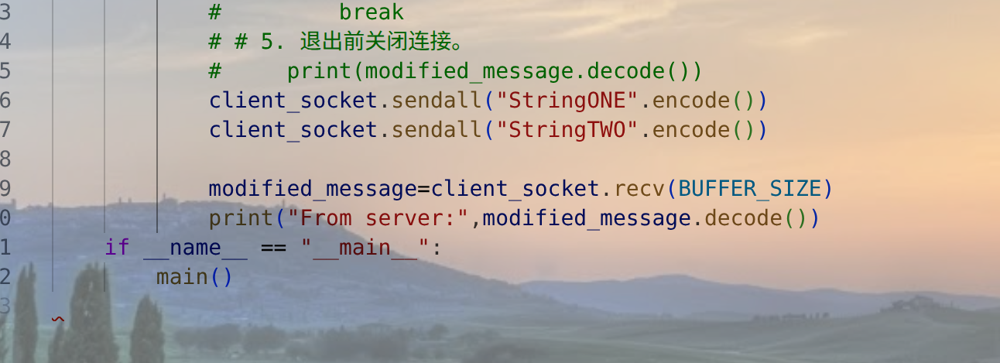 3 #         break
4 # # 5. 退出前关闭连接。
5 #     print(modified_message.decode())
6 client_socket.sendall("StringONE".encode())
7 client_socket.sendall("StringTWO".encode())
8
9 modified_message=client_socket.recv(BUFFER_SIZE)
0 print("From server:",modified_message.decode())
1 if __name__ == "__main__":
2     main()
3